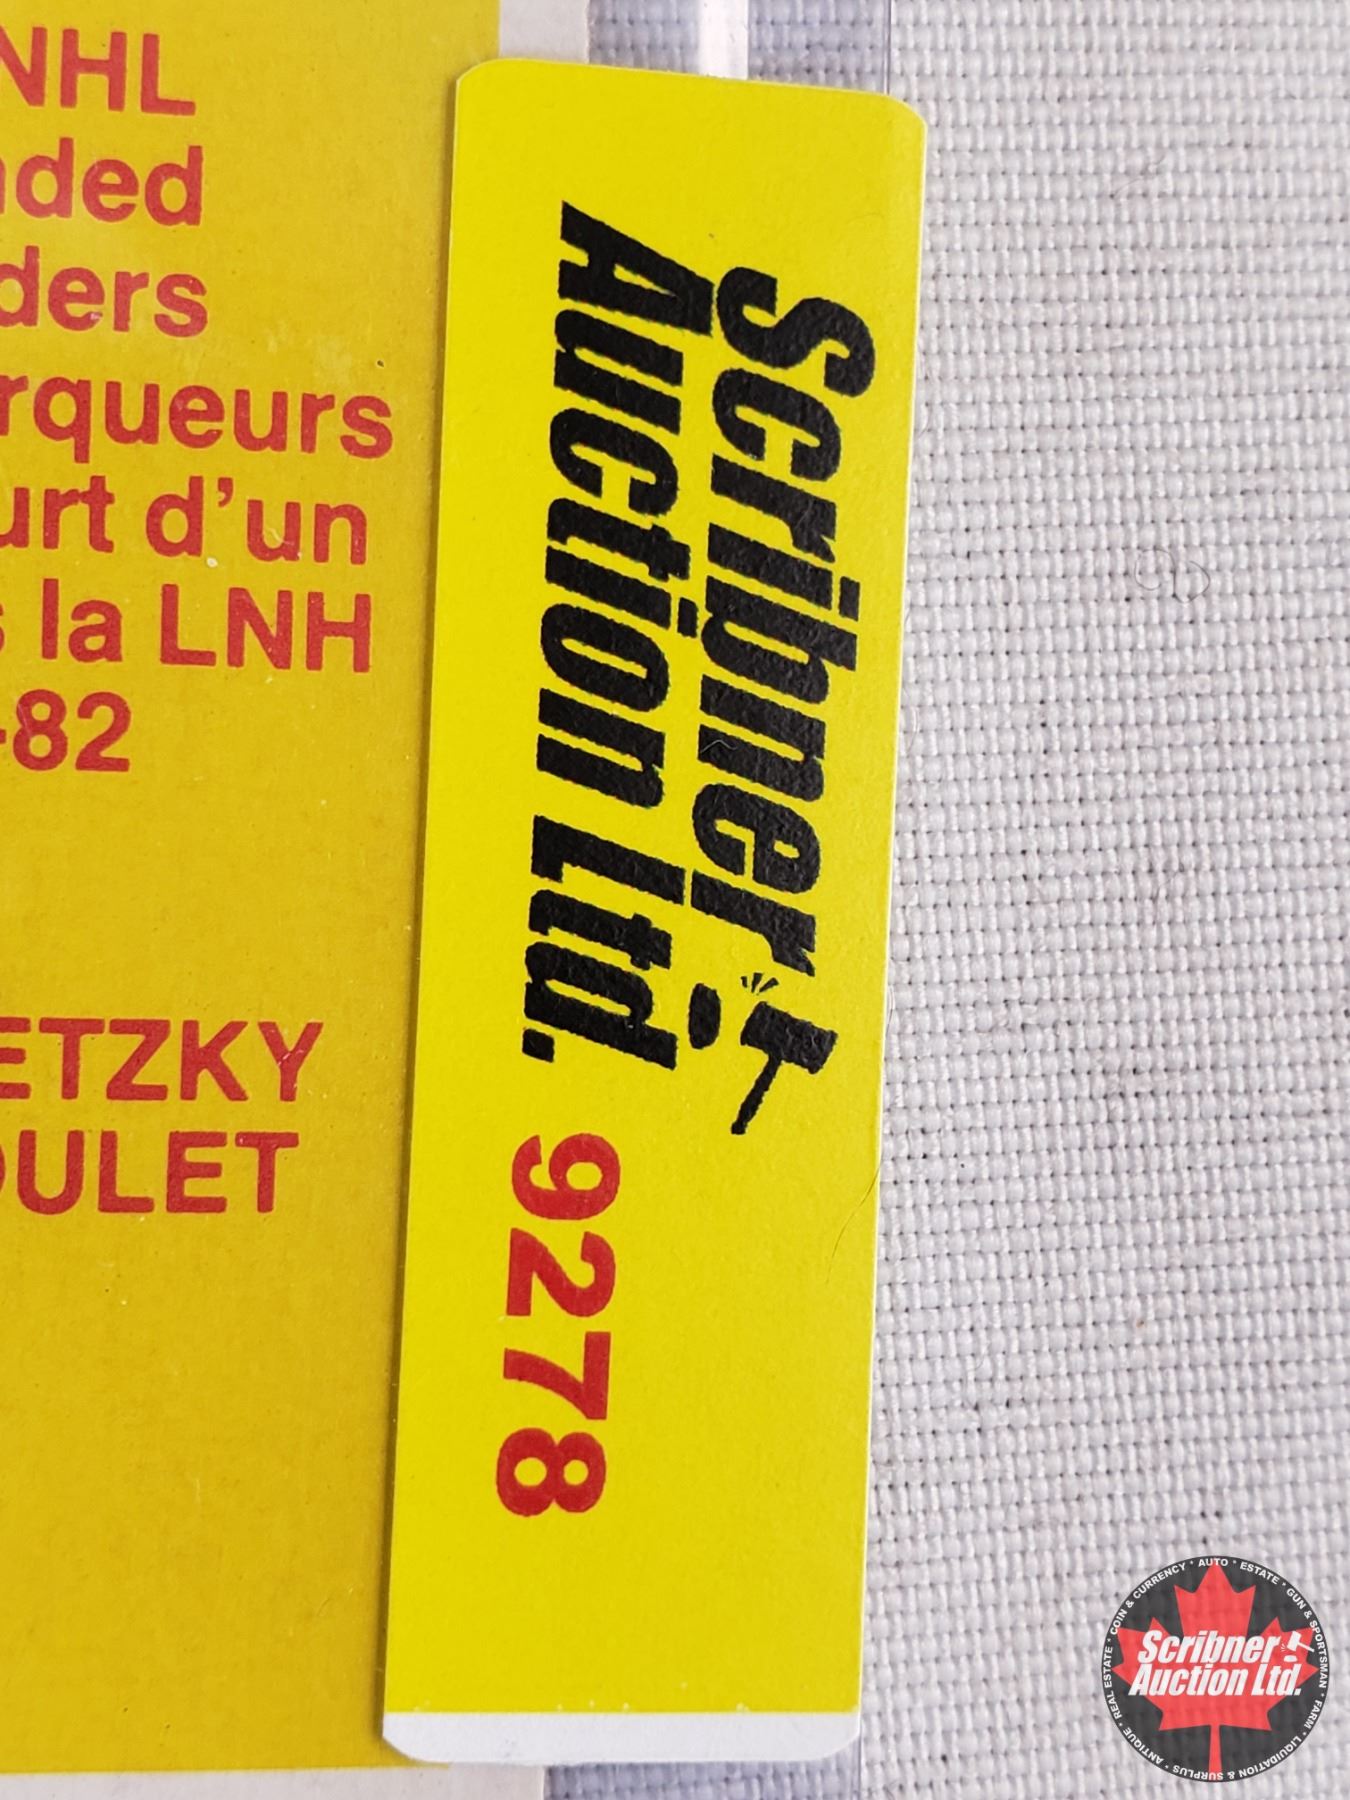 NHL
nded
ders
rqueurs
urt d'un
s la LNH
-82
ETZKY
OULET
Scribner
Auction Ltd.
9278
REAL ESTATE * COIN & CURRENCY * AUTO * ESTATE * GUN & SPORTSMAN * FARM * LIQUIDATION & SURPLUS * ANTIQUE *
Scribner
Auction Ltd.